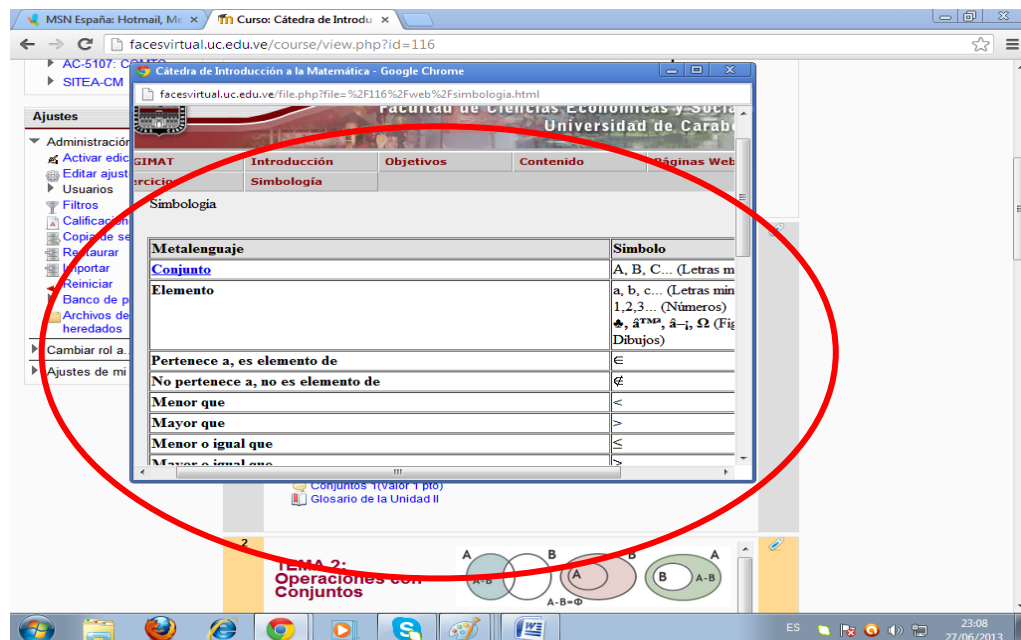 MSN España: Hotmail, Me
Curso: Cátedra de Introdu
facesvirtual.uc.edu.ve/course/view.php?id=116
AC-5107:
SITEA-CM
Ajustes
Administración
Activar edic
Editar ajust
Usuarios
Filtros
Calificacion
Copia de se
Restaurar
Importar
Reiniciar
Banco de p
Archivos de
heredados
Cambiar rol a...
Ajustes de mi
Cátedra de Introducción a la Matemática - Google Chrome
facesvirtual.uc.edu.ve/file.php?file=%2F116%2Fweb%2Fsimbologia.html
Facultad de Ciencias Económicas y Socia
Universidad de Carabo
GIMAT Introducción Objetivos Contenido Páginas Web
ercicios Simbología
Simbologia
Metalenguaje Simbolo
Conjunto A, B, C... (Letras m
Elemento a, b, c... (Letras min
1,2,3... (Números)
♣, â™ª, â–¡, Ω (Fig
Dibujos)
Pertenece a, es elemento de ∈
No pertenece a, no es elemento de ∉
Menor que <
Mayor que >
Menor o igual que ≤
Mayor o igual que ≥
Conjuntos 1(Valor 1 pto)
Glosario de la Unidad II
2
TEMA 2:
Operaciones con
Conjuntos
A B B A
A-B A B A-B
A-B=Φ
ES 23:08
27/06/2013